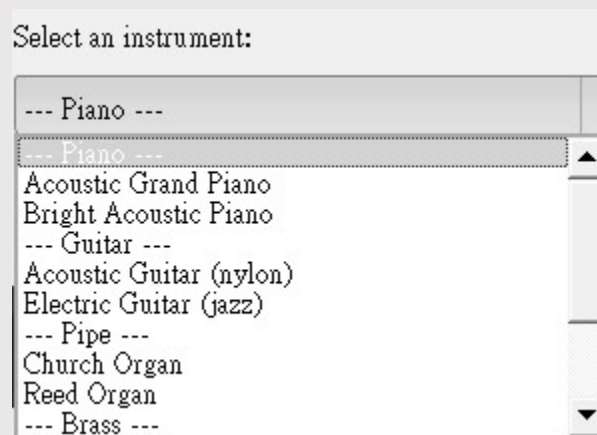 Select an instrument:
--- Piano ---
--- Piano ---
Acoustic Grand Piano
Bright Acoustic Piano
--- Guitar ---
Acoustic Guitar (nylon)
Electric Guitar (jazz)
--- Pipe ---
Church Organ
Reed Organ
--- Brass ---